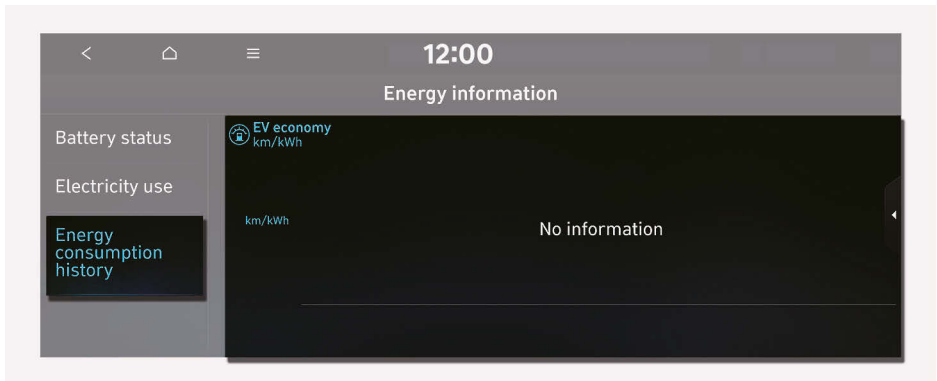 12:00
Energy information
Battery status
Electricity use
Energy
consumption
history
EV economy
km/kWh
km/kWh
No information